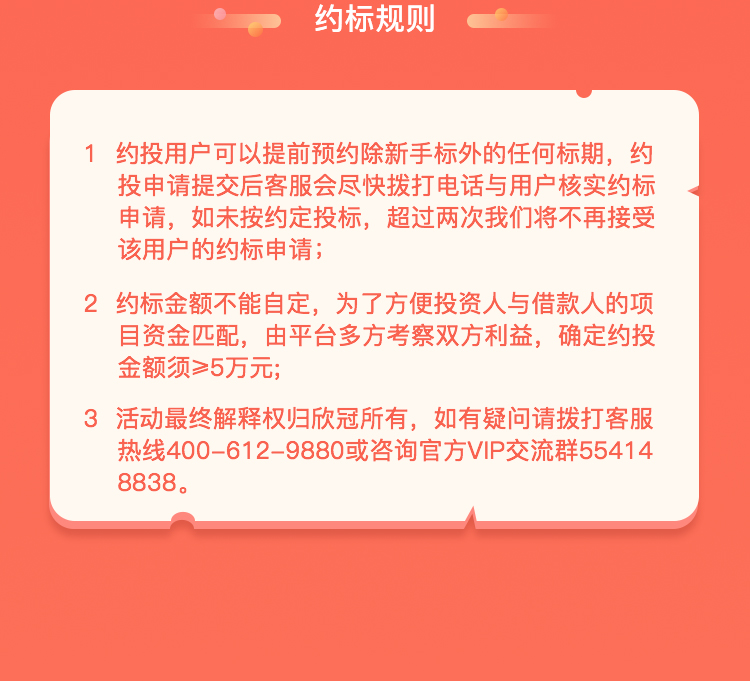 约标规则
1 约投用户可以提前预约除新手标外的任何标期，约
投申请提交后客服会尽快拨打电话与用户核实约标
申请，如未按约定投标，超过两次我们将不再接受
该用户的约标申请；
2 约标金额不能自定，为了方便投资人与借款人的项
目资金匹配，由平台多方考察双方利益，确定约投
金额须≥5万元;
3 活动最终解释权归欣冠所有，如有疑问请拨打客服
热线400-612-9880或咨询官方VIP交流群554148
8838。